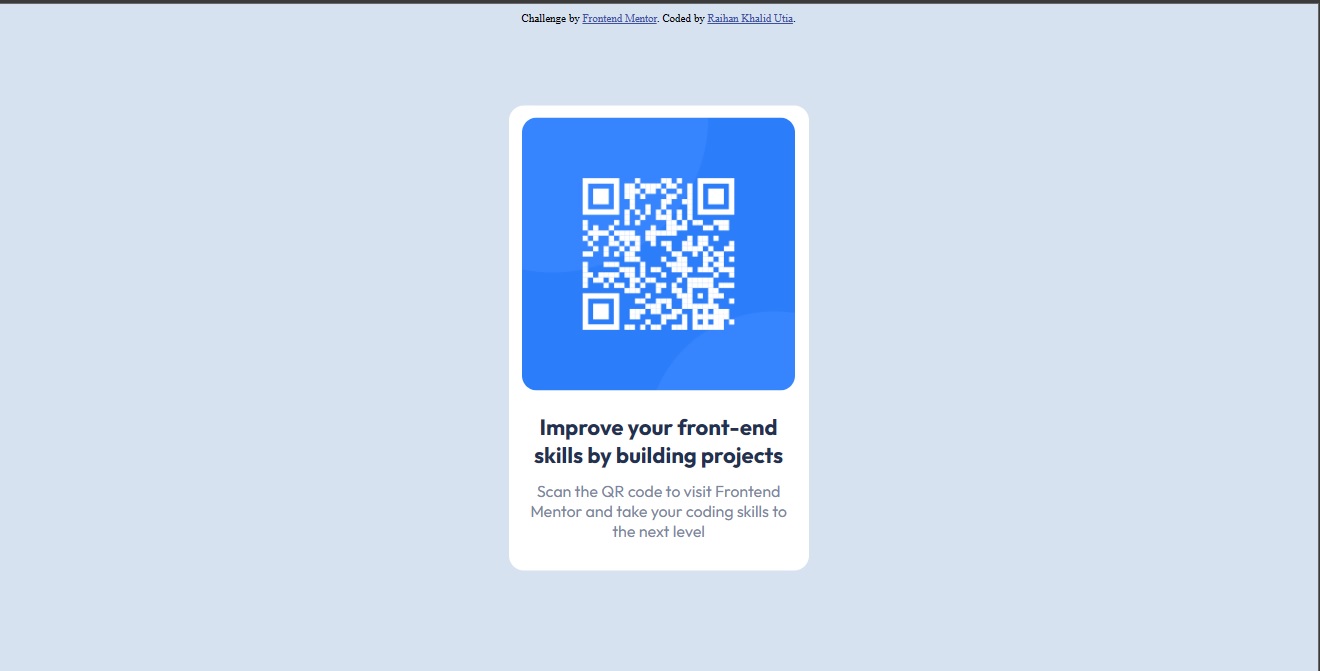 Challenge by Frontend Mentor. Coded by Raihan Khalid Utia.
Improve your front-end
skills by building projects
Scan the QR code to visit Frontend
Mentor and take your coding skills to
the next level